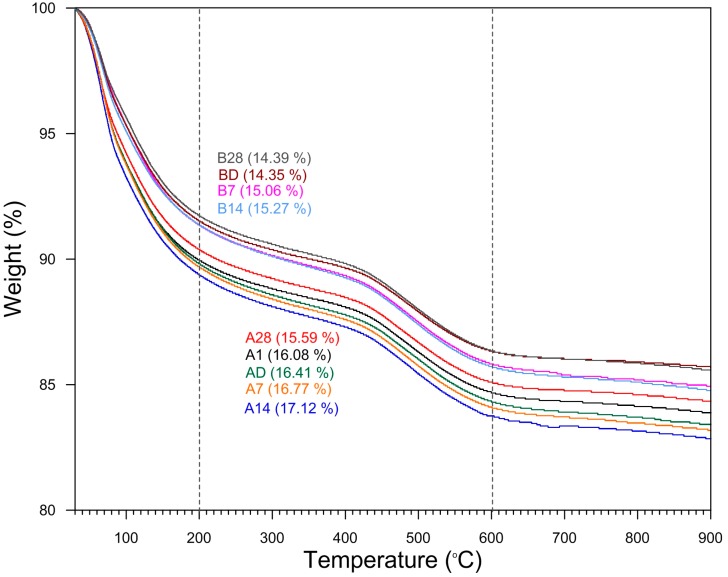 100
95
90
85
80
Weight (%)
B28 (14.39 %)
BD (14.35 %)
B7 (15.06 %)
B14 (15.27 %)
A28 (15.59 %)
A1 (16.08 %)
AD (16.41 %)
A7 (16.77 %)
A14 (17.12 %)
100 200 300 400 500 600 700 800 900
Temperature (°C)